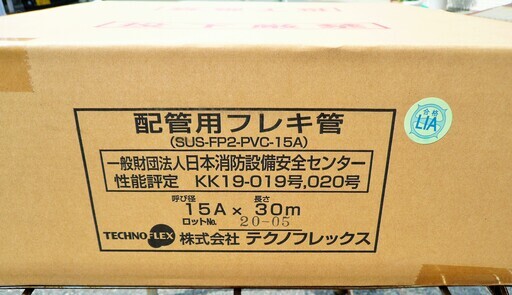 配管用フレキ管
(SUS-FP2-PVC-15A)
一般財団法人日本消防設備安全センター
性能評定 KK19-019号,020号
呼び径 長さ
15A × 30m
ロットNo. 20-05
TECHNOFLEX 株式会社 テクノフレックス
合格
LIA